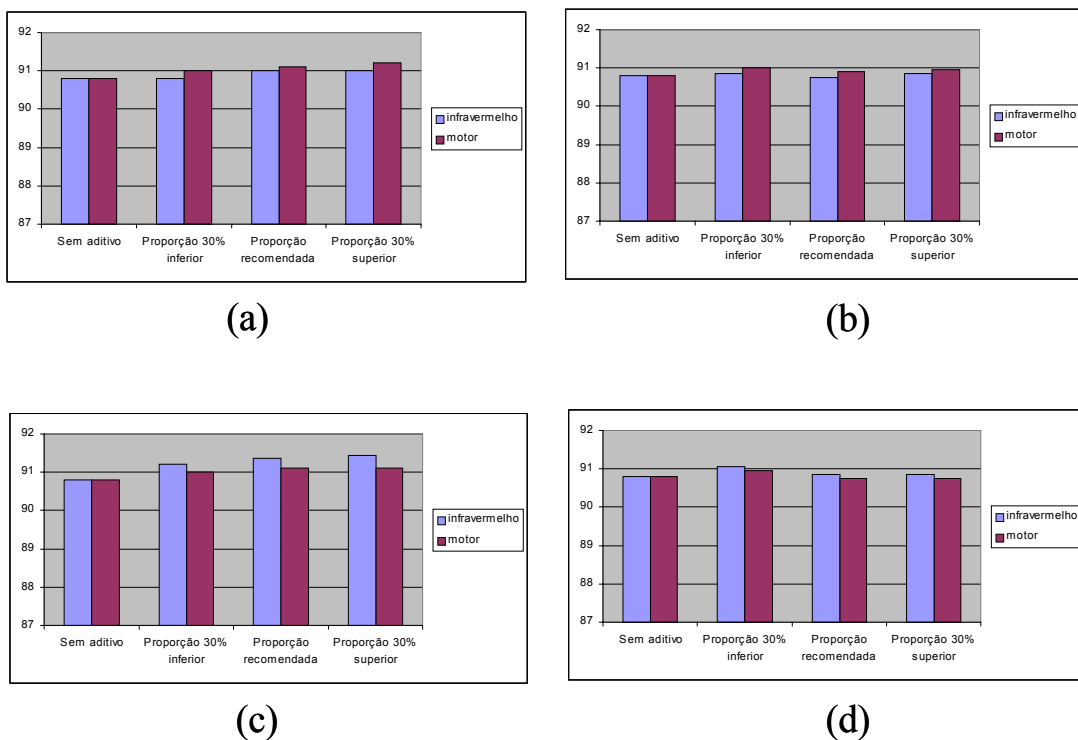 92
91
90
89
88
87
Sem aditivo
Proporção 30%
inferior
Proporção
recomendada
Proporção 30%
superior
infravermelho
motor
(a)
92
91
90
89
88
87
Sem aditivo
Proporção 30%
inferior
Proporção
recomendada
Proporção 30%
superior
infravermelho
motor
(b)
92
91
90
89
88
87
Sem aditivo
Proporção 30%
inferior
Proporção
recomendada
Proporção 30%
superior
infravermelho
motor
(c)
92
91
90
89
88
87
Sem aditivo
Proporção 30%
inferior
Proporção
recomendada
Proporção 30%
superior
infravermelho
motor
(d)